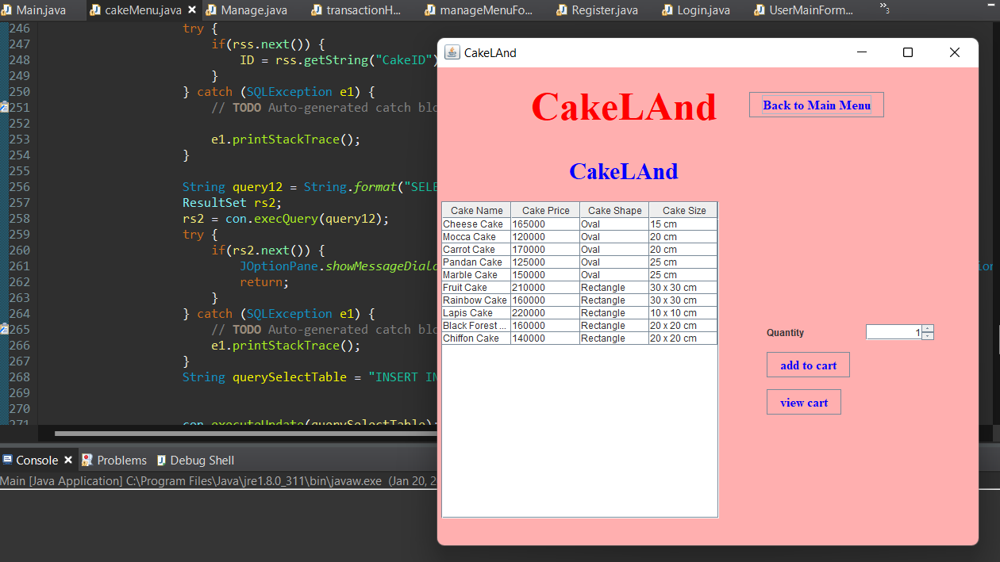 Main.java
cakeMenu.java
Manage.java
transactionH...
manageMenuFo...
Register.java
Login.java
UserMainForm...
»3
246 try {
247 if(rss.next()) {
248 ID = rss.getString("CakeID")
249 }
250 } catch (SQLException e1) {
251 // TODO Auto-generated catch blo
252
253 e1.printStackTrace();
254 }
255
256 String query12 = String.format("SELE
257 ResultSet rs2;
258 rs2 = con.execQuery(query12);
259 try {
260 if(rs2.next()) {
261 JOptionPane.showMessageDialo
262 return;
263 }
264 } catch (SQLException e1) {
265 // TODO Auto-generated catch blo
266 e1.printStackTrace();
267 }
268 String querySelectTable = "INSERT IN
269
270
271 con.executeUpdate(querySelectTable);
ion
Console
Problems
Debug Shell
Main [Java Application] C:\Program Files\Java\jre1.8.0_311\bin\javaw.exe (Jan 20, 2
CakeLAnd
CakeLAnd
Back to Main Menu
CakeLAnd
Cake Name Cake Price Cake Shape Cake Size
Cheese Cake 165000 Oval 15 cm
Mocca Cake 120000 Oval 20 cm
Carrot Cake 170000 Oval 20 cm
Pandan Cake 125000 Oval 25 cm
Marble Cake 150000 Oval 25 cm
Fruit Cake 210000 Rectangle 30 x 30 cm
Rainbow Cake 160000 Rectangle 30 x 30 cm
Lapis Cake 220000 Rectangle 10 x 10 cm
Black Forest ... 160000 Rectangle 20 x 20 cm
Chiffon Cake 140000 Rectangle 20 x 20 cm
Quantity 1
add to cart
view cart